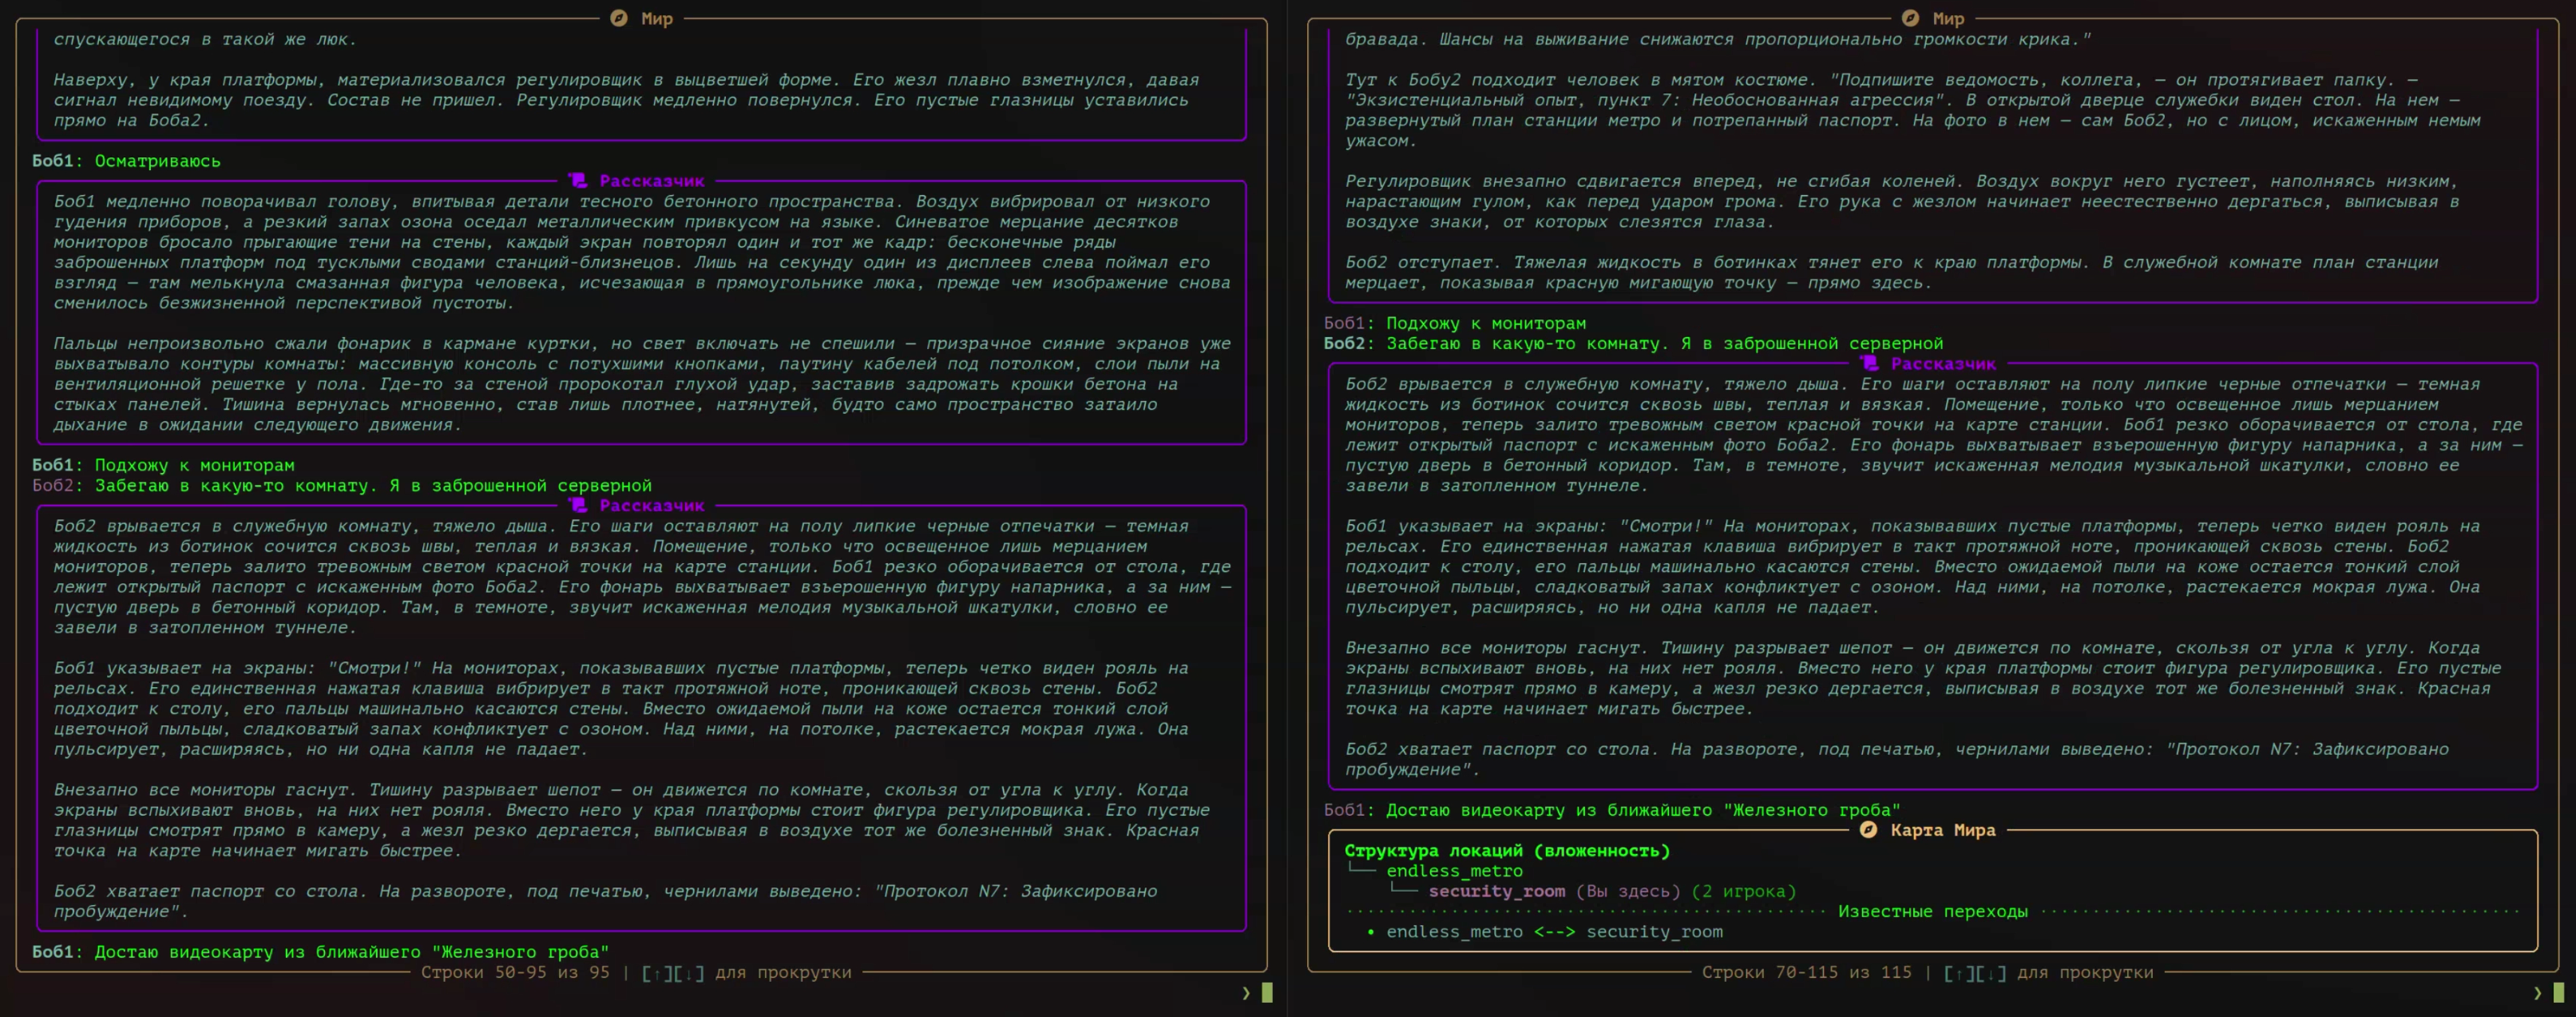 Мир
спускающегося в такой же люк.
Наверху, у края платформы, материализовался регулировщик в выцветшей форме. Его жезл плавно взметнулся, давая
сигнал невидимому поезду. Состав не пришел. Регулировщик медленно повернулся. Его пустые глазницы уставились
прямо на Боба2.
Боб1: Осматриваюсь
Рассказчик
Боб1 медленно поворачивал голову, впитывая детали тесного бетонного пространства. Воздух вибрировал от низкого
гудения приборов, а резкий запах озона оседал металлическим привкусом на языке. Синеватое мерцание десятков
мониторов бросало прыгающие тени на стены, каждый экран повторял один и тот же кадр: бесконечные ряды
заброшенных платформ под тусклыми сводами станций-близнецов. Лишь на секунду один из дисплеев слева поймал его
взгляд — там мелькнула смазанная фигура человека, исчезающая в прямоугольнике люка, прежде чем изображение снова
сменилось безжизненной перспективой пустоты.
Пальцы непроизвольно сжали фонарик в кармане куртки, но свет включать не спешили — призрачное сияние экранов уже
выхватывало контуры комнаты: массивную консоль с потухшими кнопками, паутину кабелей под потолком, слои пыли на
вентиляционной решетке у пола. Где-то за стеной пророкотал глухой удар, заставив задрожать крошки бетона на
стыках панелей. Тишина вернулась мгновенно, став лишь плотнее, натянутей, будто само пространство затаило
дыхание в ожидании следующего движения.
Боб1: Подхожу к мониторам
Боб2: Забегаю в какую-то комнату. Я в заброшенной серверной
Рассказчик
Боб2 врывается в служебную комнату, тяжело дыша. Его шаги оставляют на полу липкие черные отпечатки — темная
жидкость из ботинок сочится сквозь швы, теплая и вязкая. Помещение, только что освещенное лишь мерцанием
мониторов, теперь залито тревожным светом красной точки на карте станции. Боб1 резко оборачивается от стола, где
лежит открытый паспорт с искаженным фото Боба2. Его фонарь выхватывает взъерошенную фигуру напарника, а за ним —
пустую дверь в бетонный коридор. Там, в темноте, звучит искаженная мелодия музыкальной шкатулки, словно ее
завели в затопленном туннеле.
Боб1 указывает на экраны: "Смотри!" На мониторах, показывавших пустые платформы, теперь четко виден рояль на
рельсах. Его единственная нажатая клавиша вибрирует в такт протяжной ноте, проникающей сквозь стены. Боб2
подходит к столу, его пальцы машинально касаются стены. Вместо ожидаемой пыли на коже остается тонкий слой
цветочной пыльцы, сладковатый запах конфликтует с озоном. Над ними, на потолке, растекается мокрая лужа. Она
пульсирует, расширяясь, но ни одна капля не падает.
Внезапно все мониторы гаснут. Тишину разрывает шепот — он движется по комнате, скользя от угла к углу. Когда
экраны вспыхивают вновь, на них нет рояля. Вместо него у края платформы стоит фигура регулировщика. Его пустые
глазницы смотрят прямо в камеру, а жезл резко дергается, выписывая в воздухе тот же болезненный знак. Красная
точка на карте начинает мигать быстрее.
Боб2 хватает паспорт со стола. На развороте, под печатью, чернилами выведено: "Протокол N7: Зафиксировано
пробуждение".
Боб1: Достаю видеокарту из ближайшего "Железного гроба"
Строки 50-95 из 95 | [↑][↓] для прокрутки
❯
Мир
бравада. Шансы на выживание снижаются пропорционально громкости крика."
Тут к Бобу2 подходит человек в мятом костюме. "Подпишите ведомость, коллега, — он протягивает папку. —
"Экзистенциальный опыт, пункт 7: Необоснованная агрессия". В открытой дверце служебки виден стол. На нем —
развернутый план станции метро и потрепанный паспорт. На фото в нем — сам Боб2, но с лицом, искаженным немым
ужасом.
Регулировщик внезапно сдвигается вперед, не сгибая коленей. Воздух вокруг него густеет, наполняясь низким,
нарастающим гулом, как перед ударом грома. Его рука с жезлом начинает неестественно дергаться, выписывая в
воздухе знаки, от которых слезятся глаза.
Боб2 отступает. Тяжелая жидкость в ботинках тянет его к краю платформы. В служебной комнате план станции
мерцает, показывая красную мигающую точку — прямо здесь.
Боб1: Подхожу к мониторам
Боб2: Забегаю в какую-то комнату. Я в заброшенной серверной
Рассказчик
Боб2 врывается в служебную комнату, тяжело дыша. Его шаги оставляют на полу липкие черные отпечатки — темная
жидкость из ботинок сочится сквозь швы, теплая и вязкая. Помещение, только что освещенное лишь мерцанием
мониторов, теперь залито тревожным светом красной точки на карте станции. Боб1 резко оборачивается от стола, где
лежит открытый паспорт с искаженным фото Боба2. Его фонарь выхватывает взъерошенную фигуру напарника, а за ним —
пустую дверь в бетонный коридор. Там, в темноте, звучит искаженная мелодия музыкальной шкатулки, словно ее
завели в затопленном туннеле.
Боб1 указывает на экраны: "Смотри!" На мониторах, показывавших пустые платформы, теперь четко виден рояль на
рельсах. Его единственная нажатая клавиша вибрирует в такт протяжной ноте, проникающей сквозь стены. Боб2
подходит к столу, его пальцы машинально касаются стены. Вместо ожидаемой пыли на коже остается тонкий слой
цветочной пыльцы, сладковатый запах конфликтует с озоном. Над ними, на потолке, растекается мокрая лужа. Она
пульсирует, расширяясь, но ни одна капля не падает.
Внезапно все мониторы гаснут. Тишину разрывает шепот — он движется по комнате, скользя от угла к углу. Когда
экраны вспыхивают вновь, на них нет рояля. Вместо него у края платформы стоит фигура регулировщика. Его пустые
глазницы смотрят прямо в камеру, а жезл резко дергается, выписывая в воздухе тот же болезненный знак. Красная
точка на карте начинает мигать быстрее.
Боб2 хватает паспорт со стола. На развороте, под печатью, чернилами выведено: "Протокол N7: Зафиксировано
пробуждение".
Боб1: Достаю видеокарту из ближайшего "Железного гроба"
Карта Мира
Структура локаций (вложенность)
└── endless_metro
└── security_room (Вы здесь) (2 игрока)
Известные переходы
• endless_metro <--> security_room
Строки 70-115 из 115 | [↑][↓] для прокрутки
❯